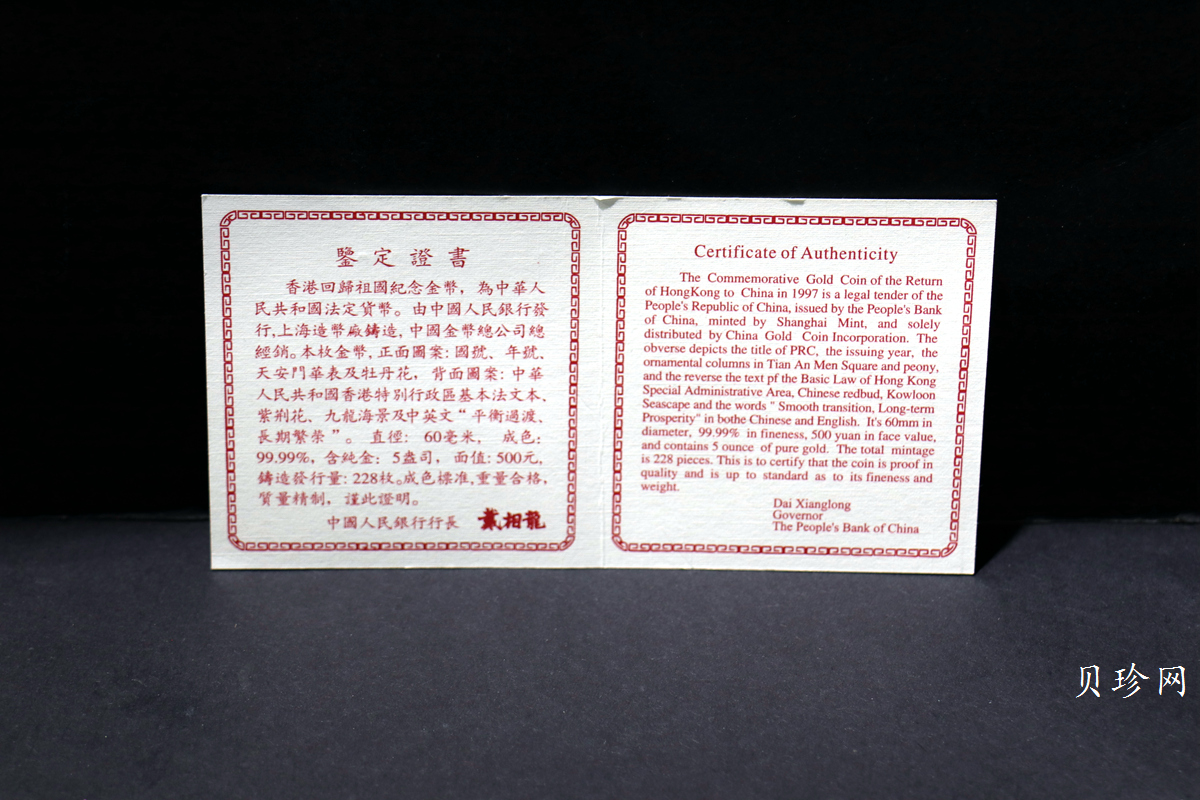 鑒定證書
香港回歸祖國紀念金幣，為中華人
民共和國法定貨幣。由中國人民銀行發
行,上海造幣廠鑄造,中國金幣總公司總
經銷。本枚金幣,正面圖案:國號、年號、
天安門華表及牡丹花，背面圖案:中華
人民共和國香港特別行政區基本法文本、
紫荆花、九龍海景及中英文“平衡過渡、
長期繁榮”。直徑：60毫米，成色：
99.99%，含純金：5盎司，面值:500元,
鑄造發行量:228枚。成色標准,重量合格,
質量精制，謹此證明。
中國人民銀行行長 戴相龍
Certificate of Authenticity
The Commemorative Gold Coin of the Return
of HongKong to China in 1997 is a legal tender of the
People's Republic of China, issued by the People's Bank
of China, minted by Shanghai Mint, and solely
distributed by China Gold Coin Incorporation. The
obverse depicts the title of PRC, the issuing year, the
ornamental columns in Tian An Men Square and peony,
and the reverse the text pf the Basic Law of Hong Kong
Special Administrative Area, Chinese redbud, Kowloon
Seascape and the words " Smooth transition, Long-term
Prosperity" in bothe Chinese and English. It's 60mm in
diameter, 99.99% in fineness, 500 yuan in face value,
and contains 5 ounce of pure gold. The total mintage
is 228 pieces. This is to certify that the coin is proof in
quality and is up to standard as to its fineness and
weight.
Dai Xianglong
Governor
The People's Bank of China
贝珍网